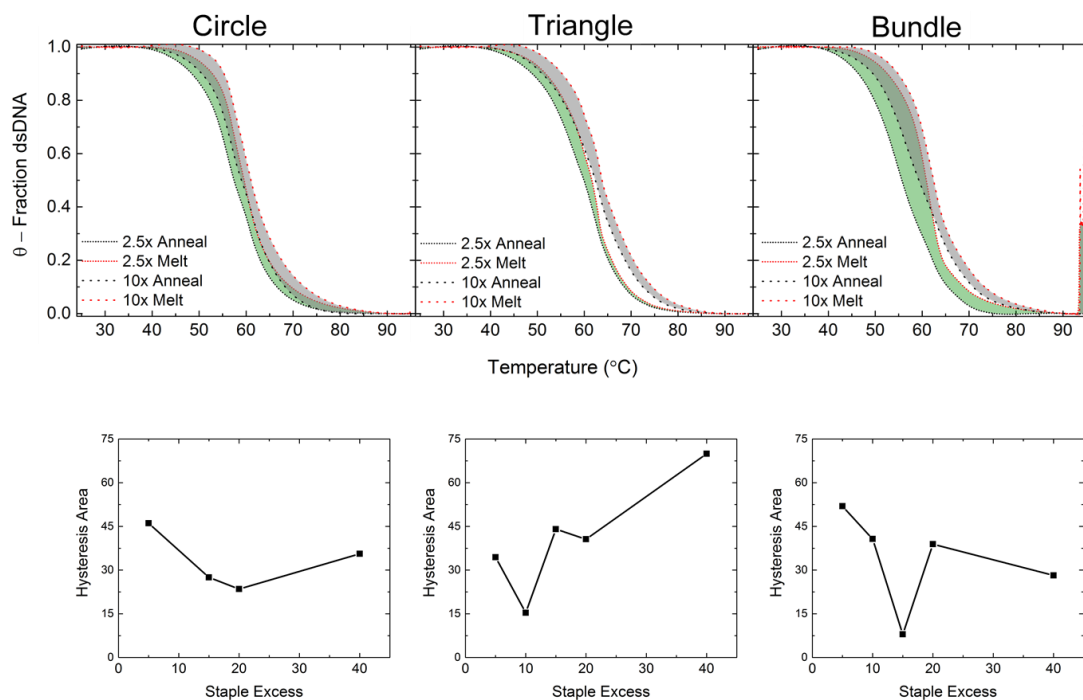 Circle
Triangle
Bundle
θ – Fraction dsDNA
1.0
0.8
0.6
0.4
0.2
0.0
2.5x Anneal
2.5x Melt
10x Anneal
10x Melt
30 40 50 60 70 80 90
2.5x Anneal
2.5x Melt
10x Anneal
10x Melt
30 40 50 60 70 80 90
2.5x Anneal
2.5x Melt
10x Anneal
10x Melt
30 40 50 60 70 80 90
Temperature (°C)
Hysteresis Area
75
60
45
30
15
0
0 10 20 30 40
Staple Excess
Hysteresis Area
75
60
45
30
15
0
0 10 20 30 40
Staple Excess
Hysteresis Area
75
60
45
30
15
0
0 10 20 30 40
Staple Excess